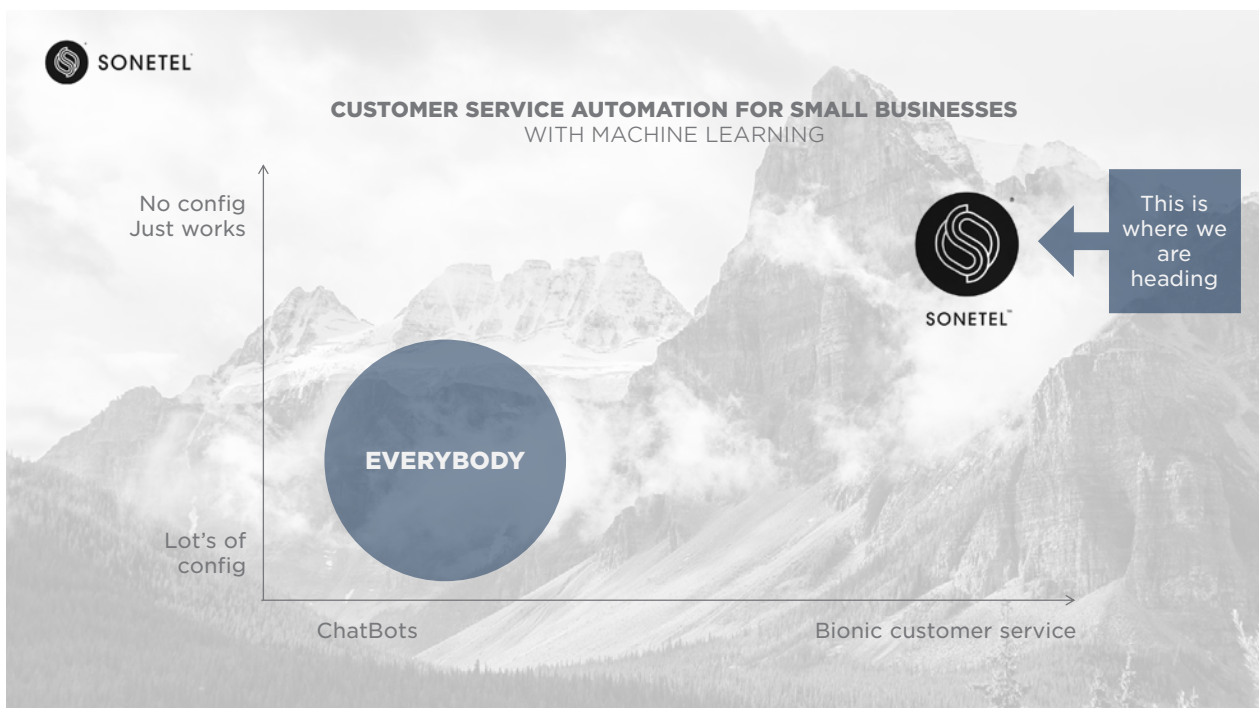 SONETEL
CUSTOMER SERVICE AUTOMATION FOR SMALL BUSINESSES
WITH MACHINE LEARNING
No config
Just works
This is
where we
are
heading
SONETEL™
EVERYBODY
Lot's of
config
ChatBots
Bionic customer service